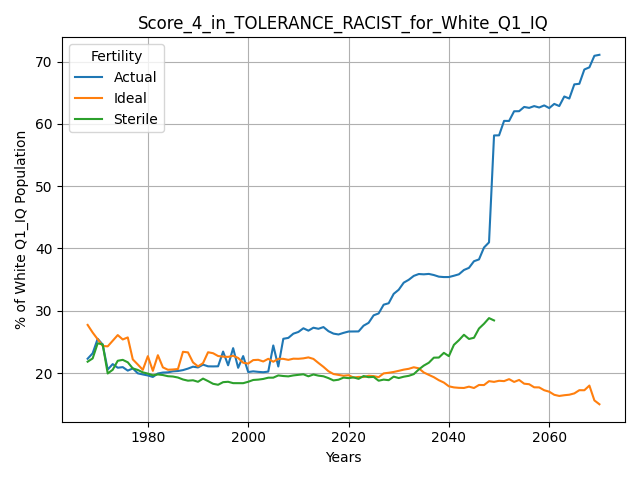 Score_4_in_TOLERANCE_RACIST_for_White_Q1_IQ
Fertility
Actual
Ideal
Sterile
% of White Q1_IQ Population
70
60
50
40
30
20
1980
2000
2020
2040
2060
Years